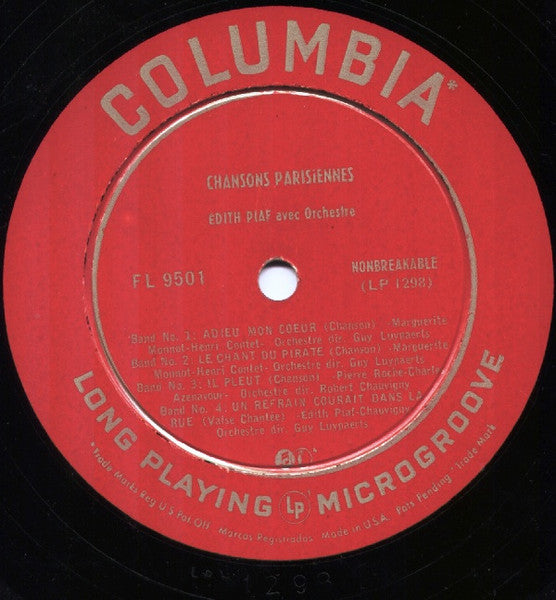 COLUMBIA*
CHANSONS PARISIENNES
EDITH PIAF avec Orchestre
FL 9501
NONBREAKABLE
(LP 1298)
Band No. 1: ADIEU MON COEUR (Chanson) -Marguerite
Monnot-Henri Contet- Orchestre dir. Guy Luypaerts
Band No. 2: LE CHANT DU PIRATE (Chanson) -Marguerite
Monnot-Henri Contet- Orchestre dir. Guy Luypaerts
Band No. 3: IL PLEUT (Chanson) - Pierre Roche-Charles
Azenavour- Orchestre dir. Robert Chauvigny
Band No. 4. UN REFRAIN COURAIT DANS LA
RUE (Valse Chantee) -Edith Piaf-Chauvigny
Orchestre dir. Guy Luypaerts
LONG PLAYING Lp MICROGROOVE
*Trade Marks Reg U S Pat Off Marcas Registradas Made in U.S.A. Pats Pending - Trade Mark
1298